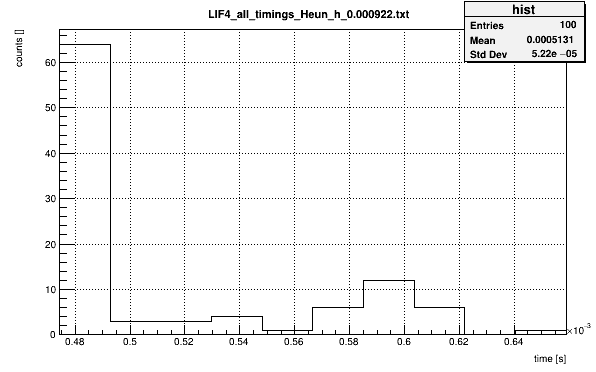 LIF4_all_timings_Heun_h_0.000922.txt
hist
Entries 100
Mean 0.0005131
Std Dev 5.22e −05
counts []
60
50
40
30
20
10
0
0.48 0.5 0.52 0.54 0.56 0.58 0.6 0.62 0.64
×10⁻³
time [s]